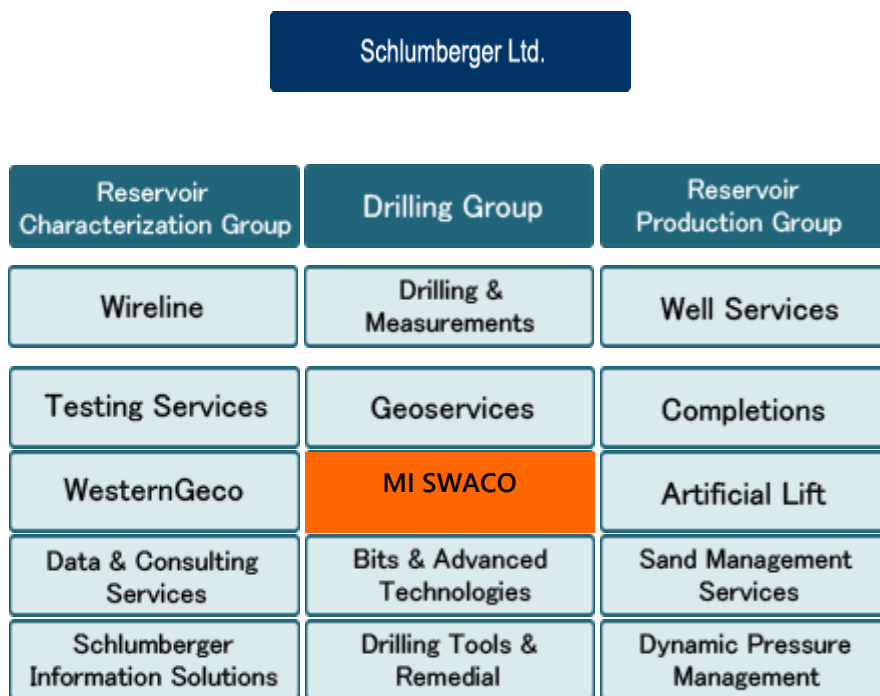 Schlumberger Ltd.
Reservoir
Characterization Group
Drilling Group
Reservoir
Production Group
Wireline
Drilling &
Measurements
Well Services
Testing Services
Geoservices
Completions
WesternGeco
MI SWACO
Artificial Lift
Data & Consulting
Services
Bits & Advanced
Technologies
Sand Management
Services
Schlumberger
Information Solutions
Drilling Tools &
Remedial
Dynamic Pressure
Management